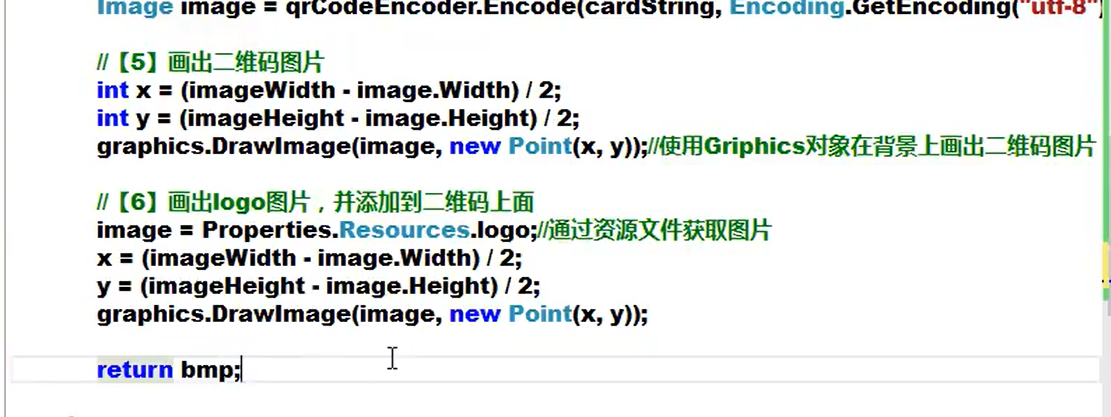 Image image = qrCodeEncoder.Encode(cardString, Encoding.GetEncoding("utf-8")
//【5】画出二维码图片
int x = (imageWidth - image.Width) / 2;
int y = (imageHeight - image.Height) / 2;
graphics.DrawImage(image, new Point(x, y));//使用Griphics对象在背景上画出二维码图片
//【6】画出logo图片，并添加到二维码上面
image = Properties.Resources.logo;//通过资源文件获取图片
x = (imageWidth - image.Width) / 2;
y = (imageHeight - image.Height) / 2;
graphics.DrawImage(image, new Point(x, y));
return bmp;